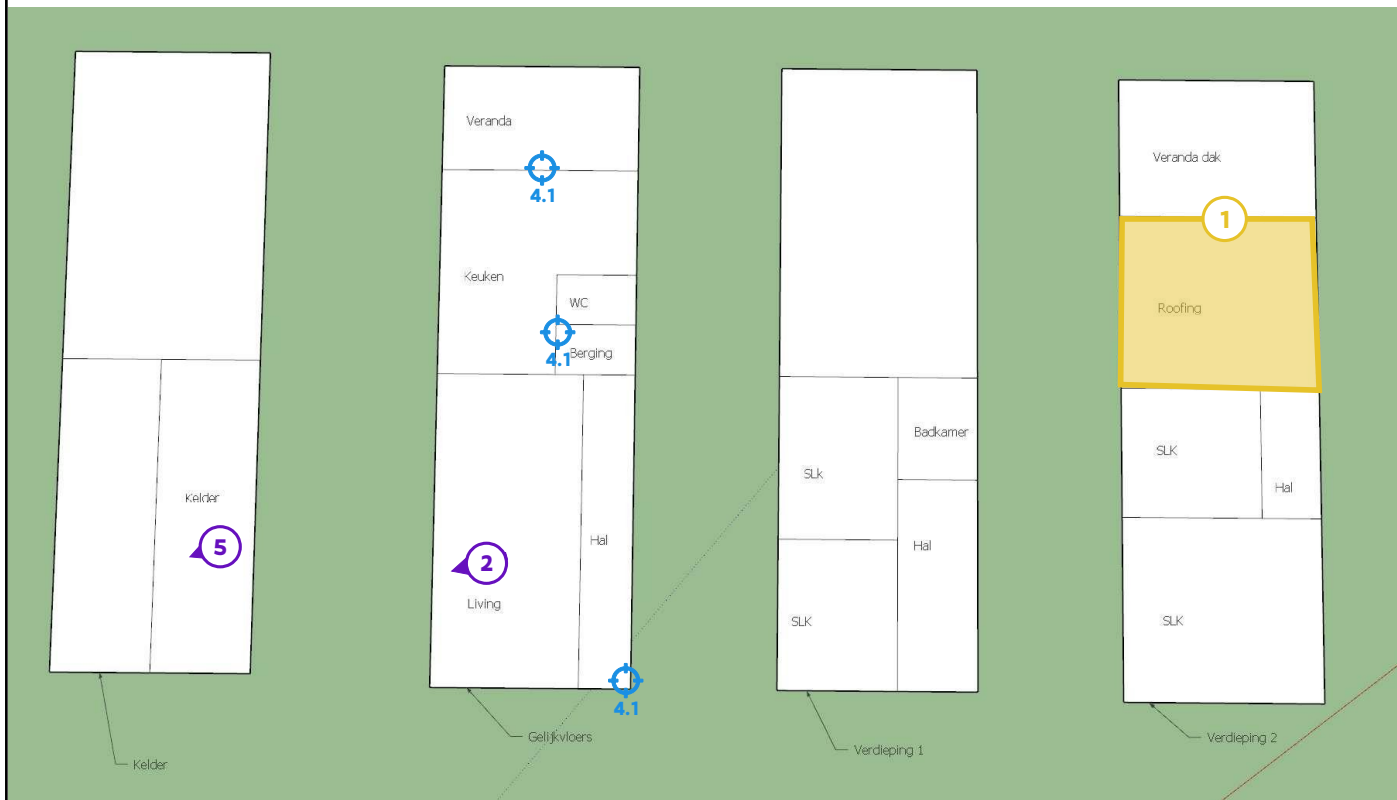 Kelder
5
Kelder
Veranda
4.1
Keuken
WC
4.1
Berging
Hal
2
Living
4.1
Gelijkvloers
Badkamer
SLk
Hal
SLK
Verdieping 1
Veranda dak
1
Roofing
SLK
Hal
SLK
Verdieping 2